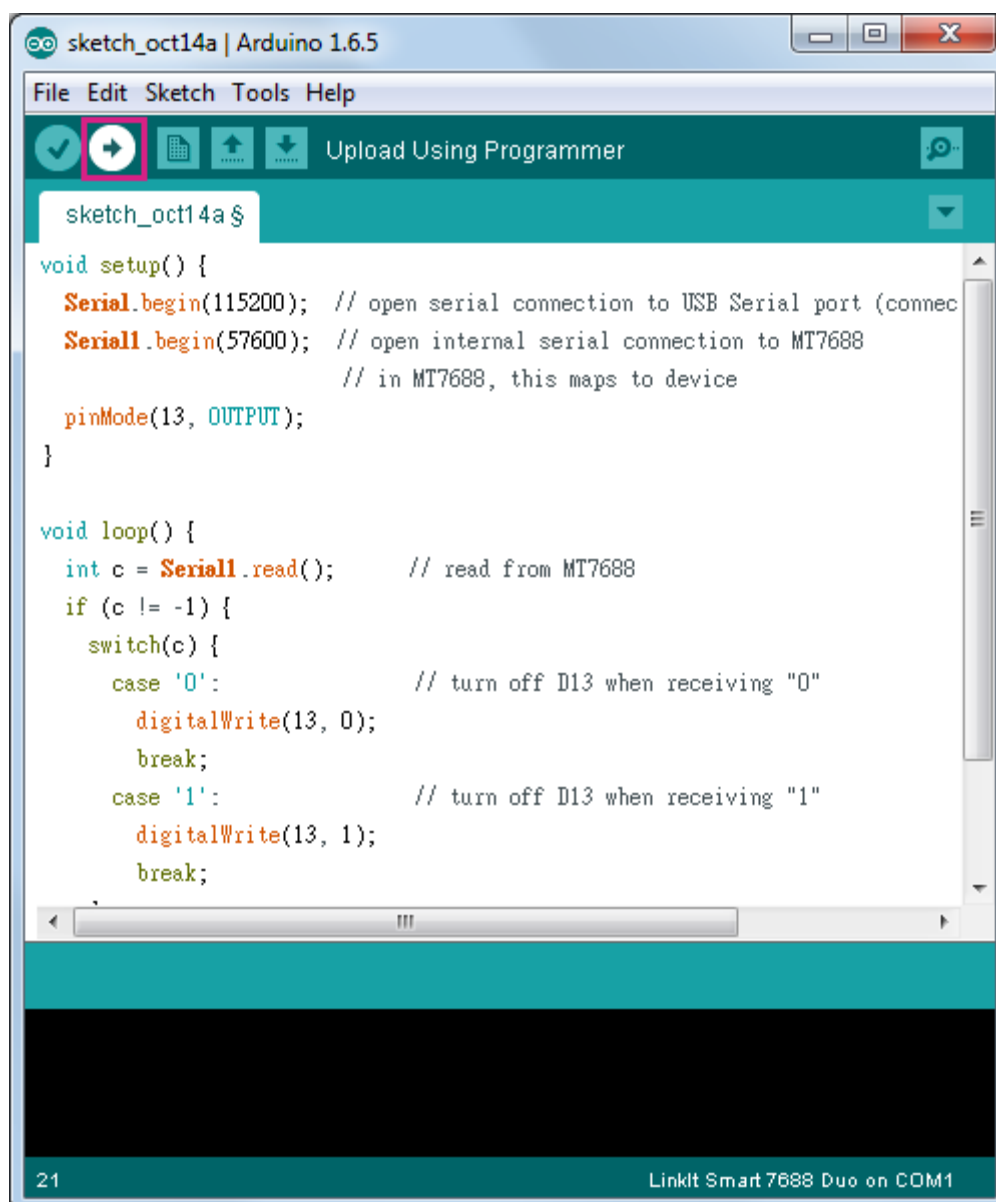 sketch_oct14a | Arduino 1.6.5
File Edit Sketch Tools Help
Upload Using Programmer
sketch_oct14a §
void setup() {
  Serial.begin(115200);  // open serial connection to USB Serial port (connec
  Serial1.begin(57600);  // open internal serial connection to MT7688
                         // in MT7688, this maps to device
  pinMode(13, OUTPUT);
}
void loop() {
  int c = Serial1.read();      // read from MT7688
  if (c != -1) {
    switch(c) {
      case '0':                // turn off D13 when receiving "0"
        digitalWrite(13, 0);
        break;
      case '1':                // turn off D13 when receiving "1"
        digitalWrite(13, 1);
        break;
21
LinkIt Smart 7688 Duo on COM1